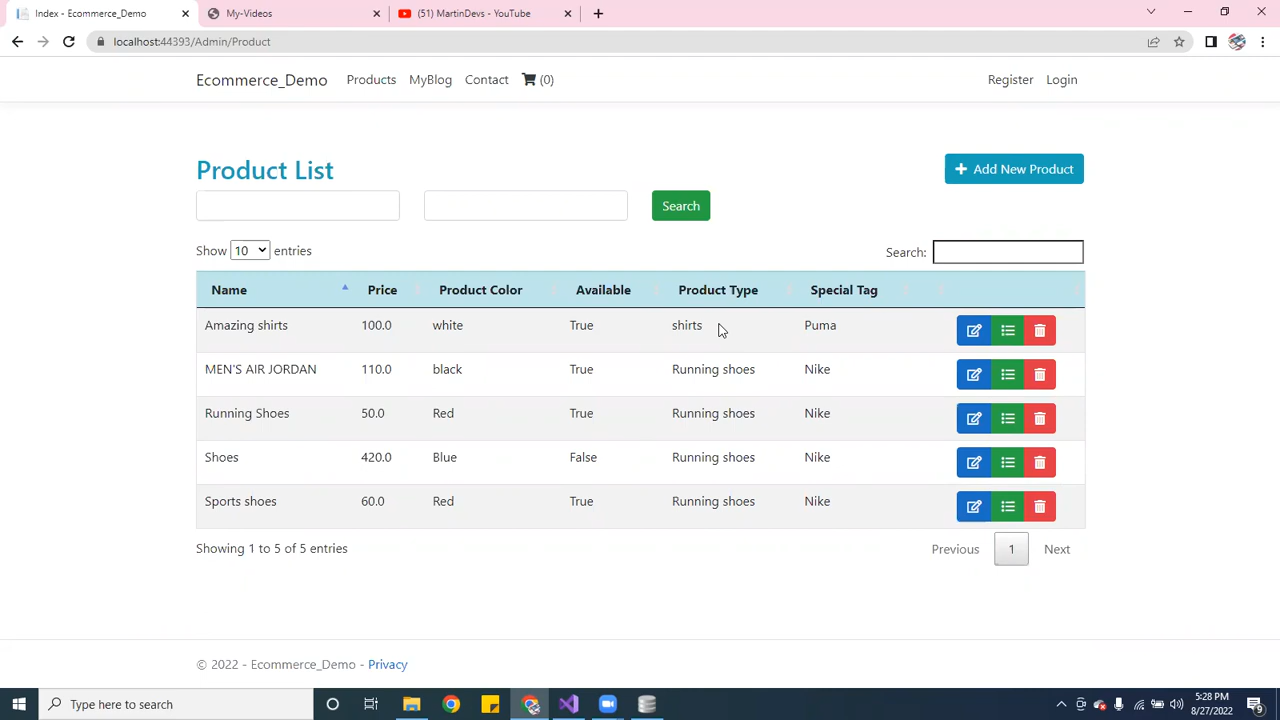 Index - Ecommerce_Demo
My-Videos
(51) MartinDevs - YouTube
localhost:44393/Admin/Product
Ecommerce_Demo Products MyBlog Contact (0) Register Login
Product List
Add New Product
Search
Show 10 entries
Search:
Name Price Product Color Available Product Type Special Tag
Amazing shirts 100.0 white True shirts Puma
MEN'S AIR JORDAN 110.0 black True Running shoes Nike
Running Shoes 50.0 Red True Running shoes Nike
Shoes 420.0 Blue False Running shoes Nike
Sports shoes 60.0 Red True Running shoes Nike
Showing 1 to 5 of 5 entries
Previous 1 Next
© 2022 - Ecommerce_Demo - Privacy
Type here to search
5:28 PM
8/27/2022